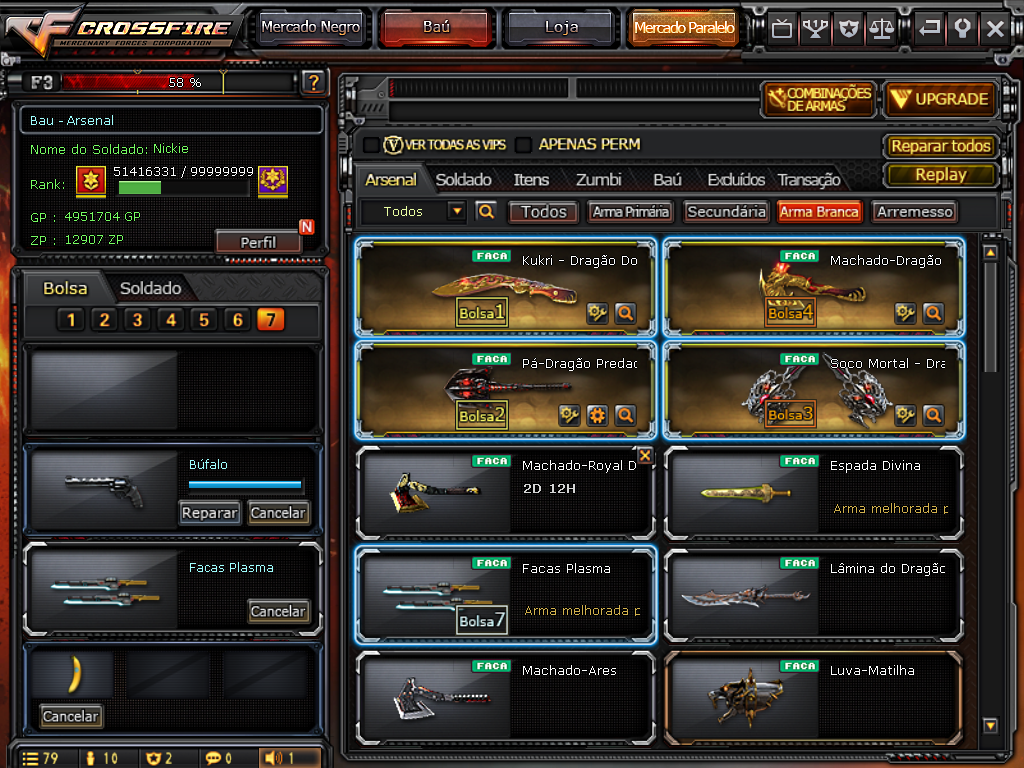 CROSSFIRE
MERCENARY FORCES CORPORATION
Mercado Negro
Baú
Loja
Mercado Paralelo
F3
58 %
?
Bau - Arsenal
Nome do Soldado: Nickie
Rank:
51416331 / 99999999
GP : 4951704 GP
ZP : 12907 ZP
N
Perfil
Bolsa
Soldado
1 2 3 4 5 6 7
Búfalo
Reparar
Cancelar
Facas Plasma
Cancelar
Cancelar
79
10
2
0
1
COMBINAÇÕES
DE ARMAS
UPGRADE
V VER TODAS AS VIPS
APENAS PERM
Reparar todos
Replay
Arsenal
Soldado
Itens
Zumbi
Baú
Excluídos
Transação
Todos
Todos
Arma Primária
Secundária
Arma Branca
Arremesso
FACA
Kukri - Dragão Do
Bolsa1
FACA
Machado-Dragão
Bolsa4
FACA
Pá-Dragão Predac
Bolsa2
FACA
Soco Mortal - Dra
Bolsa3
FACA
Machado-Royal D
2D 12H
FACA
Espada Divina
Arma melhorada p
FACA
Facas Plasma
Arma melhorada p
Bolsa7
FACA
Lâmina do Dragãc
FACA
Machado-Ares
FACA
Luva-Matilha